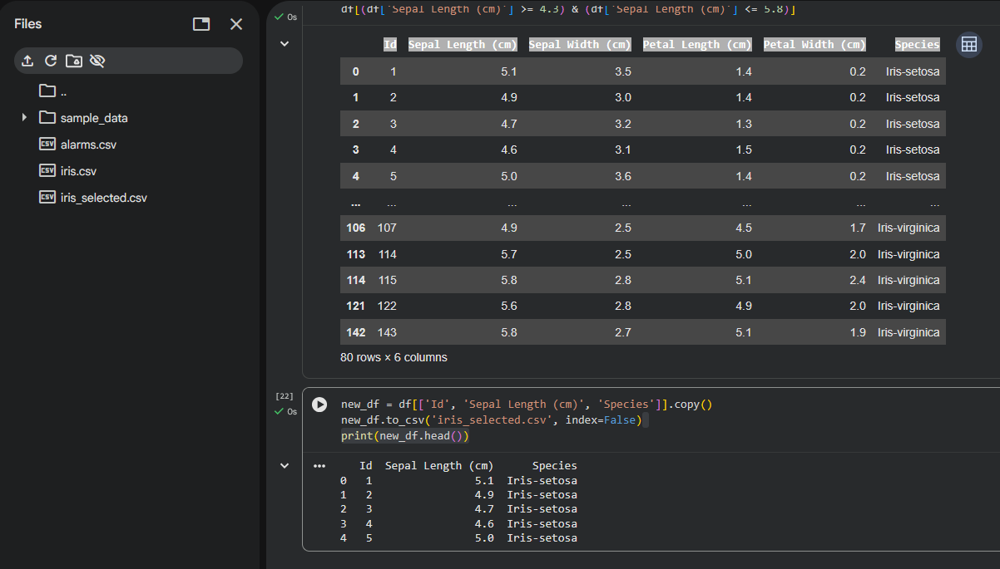 Files
..
sample_data
alarms.csv
iris.csv
iris_selected.csv
0s
df[(df['Sepal Length (cm)'] >= 4.3) & (df['Sepal Length (cm)'] <= 5.8)]
Id Sepal Length (cm) Sepal Width (cm) Petal Length (cm) Petal Width (cm) Species
0 1 5.1 3.5 1.4 0.2 Iris-setosa
1 2 4.9 3.0 1.4 0.2 Iris-setosa
2 3 4.7 3.2 1.3 0.2 Iris-setosa
3 4 4.6 3.1 1.5 0.2 Iris-setosa
4 5 5.0 3.6 1.4 0.2 Iris-setosa
... ... ... ... ... ... ...
106 107 4.9 2.5 4.5 1.7 Iris-virginica
113 114 5.7 2.5 5.0 2.0 Iris-virginica
114 115 5.8 2.8 5.1 2.4 Iris-virginica
121 122 5.6 2.8 4.9 2.0 Iris-virginica
142 143 5.8 2.7 5.1 1.9 Iris-virginica
80 rows × 6 columns
[22]
0s
new_df = df[['Id', 'Sepal Length (cm)', 'Species']].copy()
new_df.to_csv('iris_selected.csv', index=False)
print(new_df.head())
Id Sepal Length (cm) Species
0 1 5.1 Iris-setosa
1 2 4.9 Iris-setosa
2 3 4.7 Iris-setosa
3 4 4.6 Iris-setosa
4 5 5.0 Iris-setosa